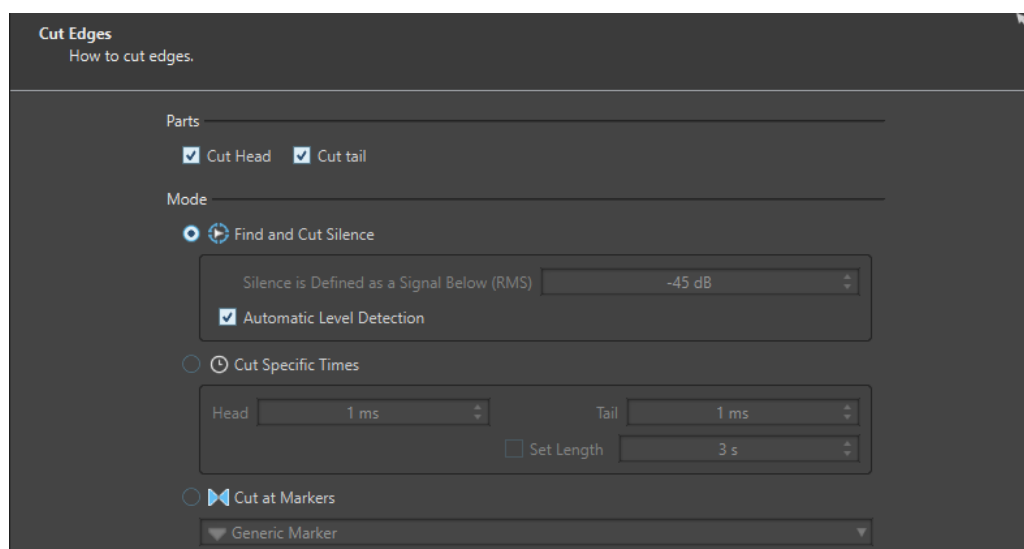 Cut Edges
How to cut edges.
Parts
Cut Head Cut tail
Mode
Find and Cut Silence
Silence is Defined as a Signal Below (RMS) -45 dB
Automatic Level Detection
Cut Specific Times
Head 1 ms Tail 1 ms
Set Length 3 s
Cut at Markers
Generic Marker